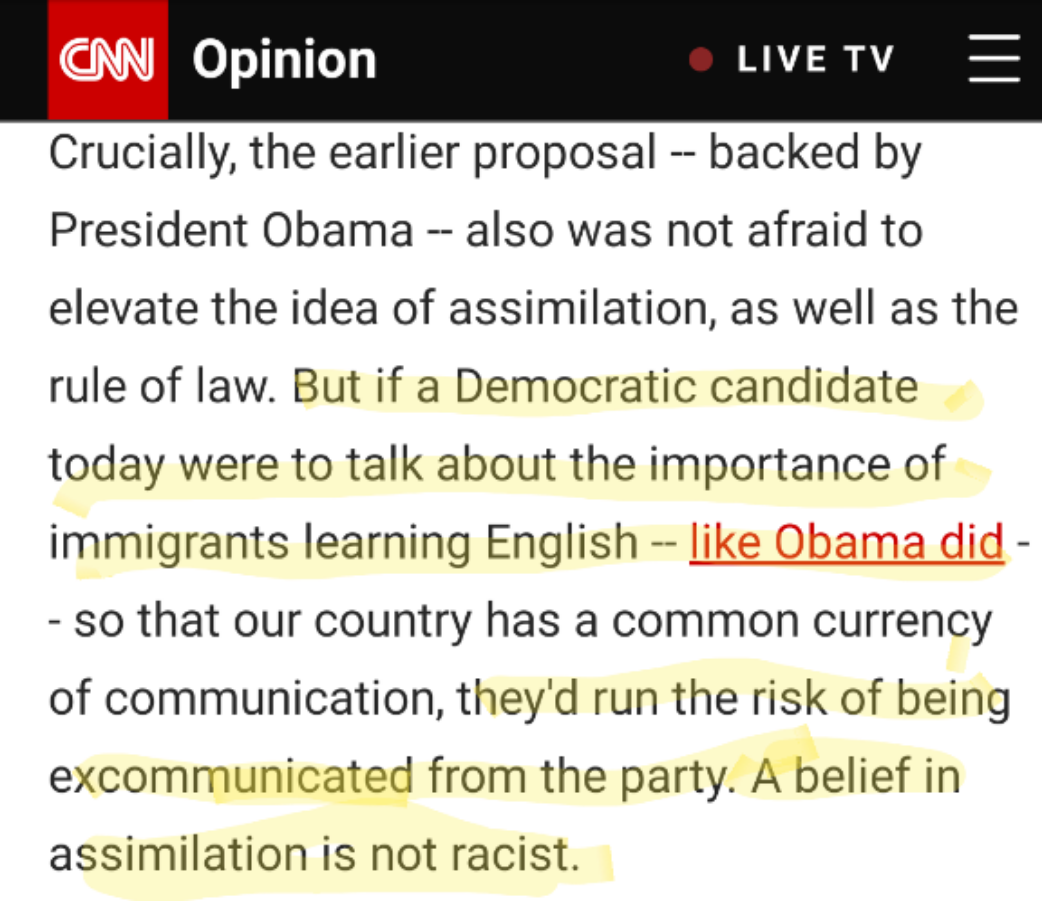 CNN Opinion LIVE TV
Crucially, the earlier proposal -- backed by
President Obama -- also was not afraid to
elevate the idea of assimilation, as well as the
rule of law. But if a Democratic candidate
today were to talk about the importance of
immigrants learning English -- like Obama did -
- so that our country has a common currency
of communication, they'd run the risk of being
excommunicated from the party. A belief in
assimilation is not racist.